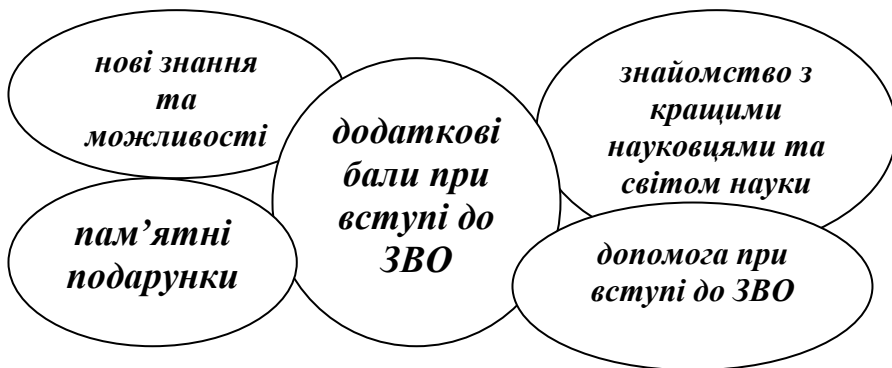 нові знання
та
можливості
пам’ятні
подарунки
додаткові
бали при
вступі до
ЗВО
знайомство з
кращими
науковцями та
світом науки
допомога при
вступі до ЗВО